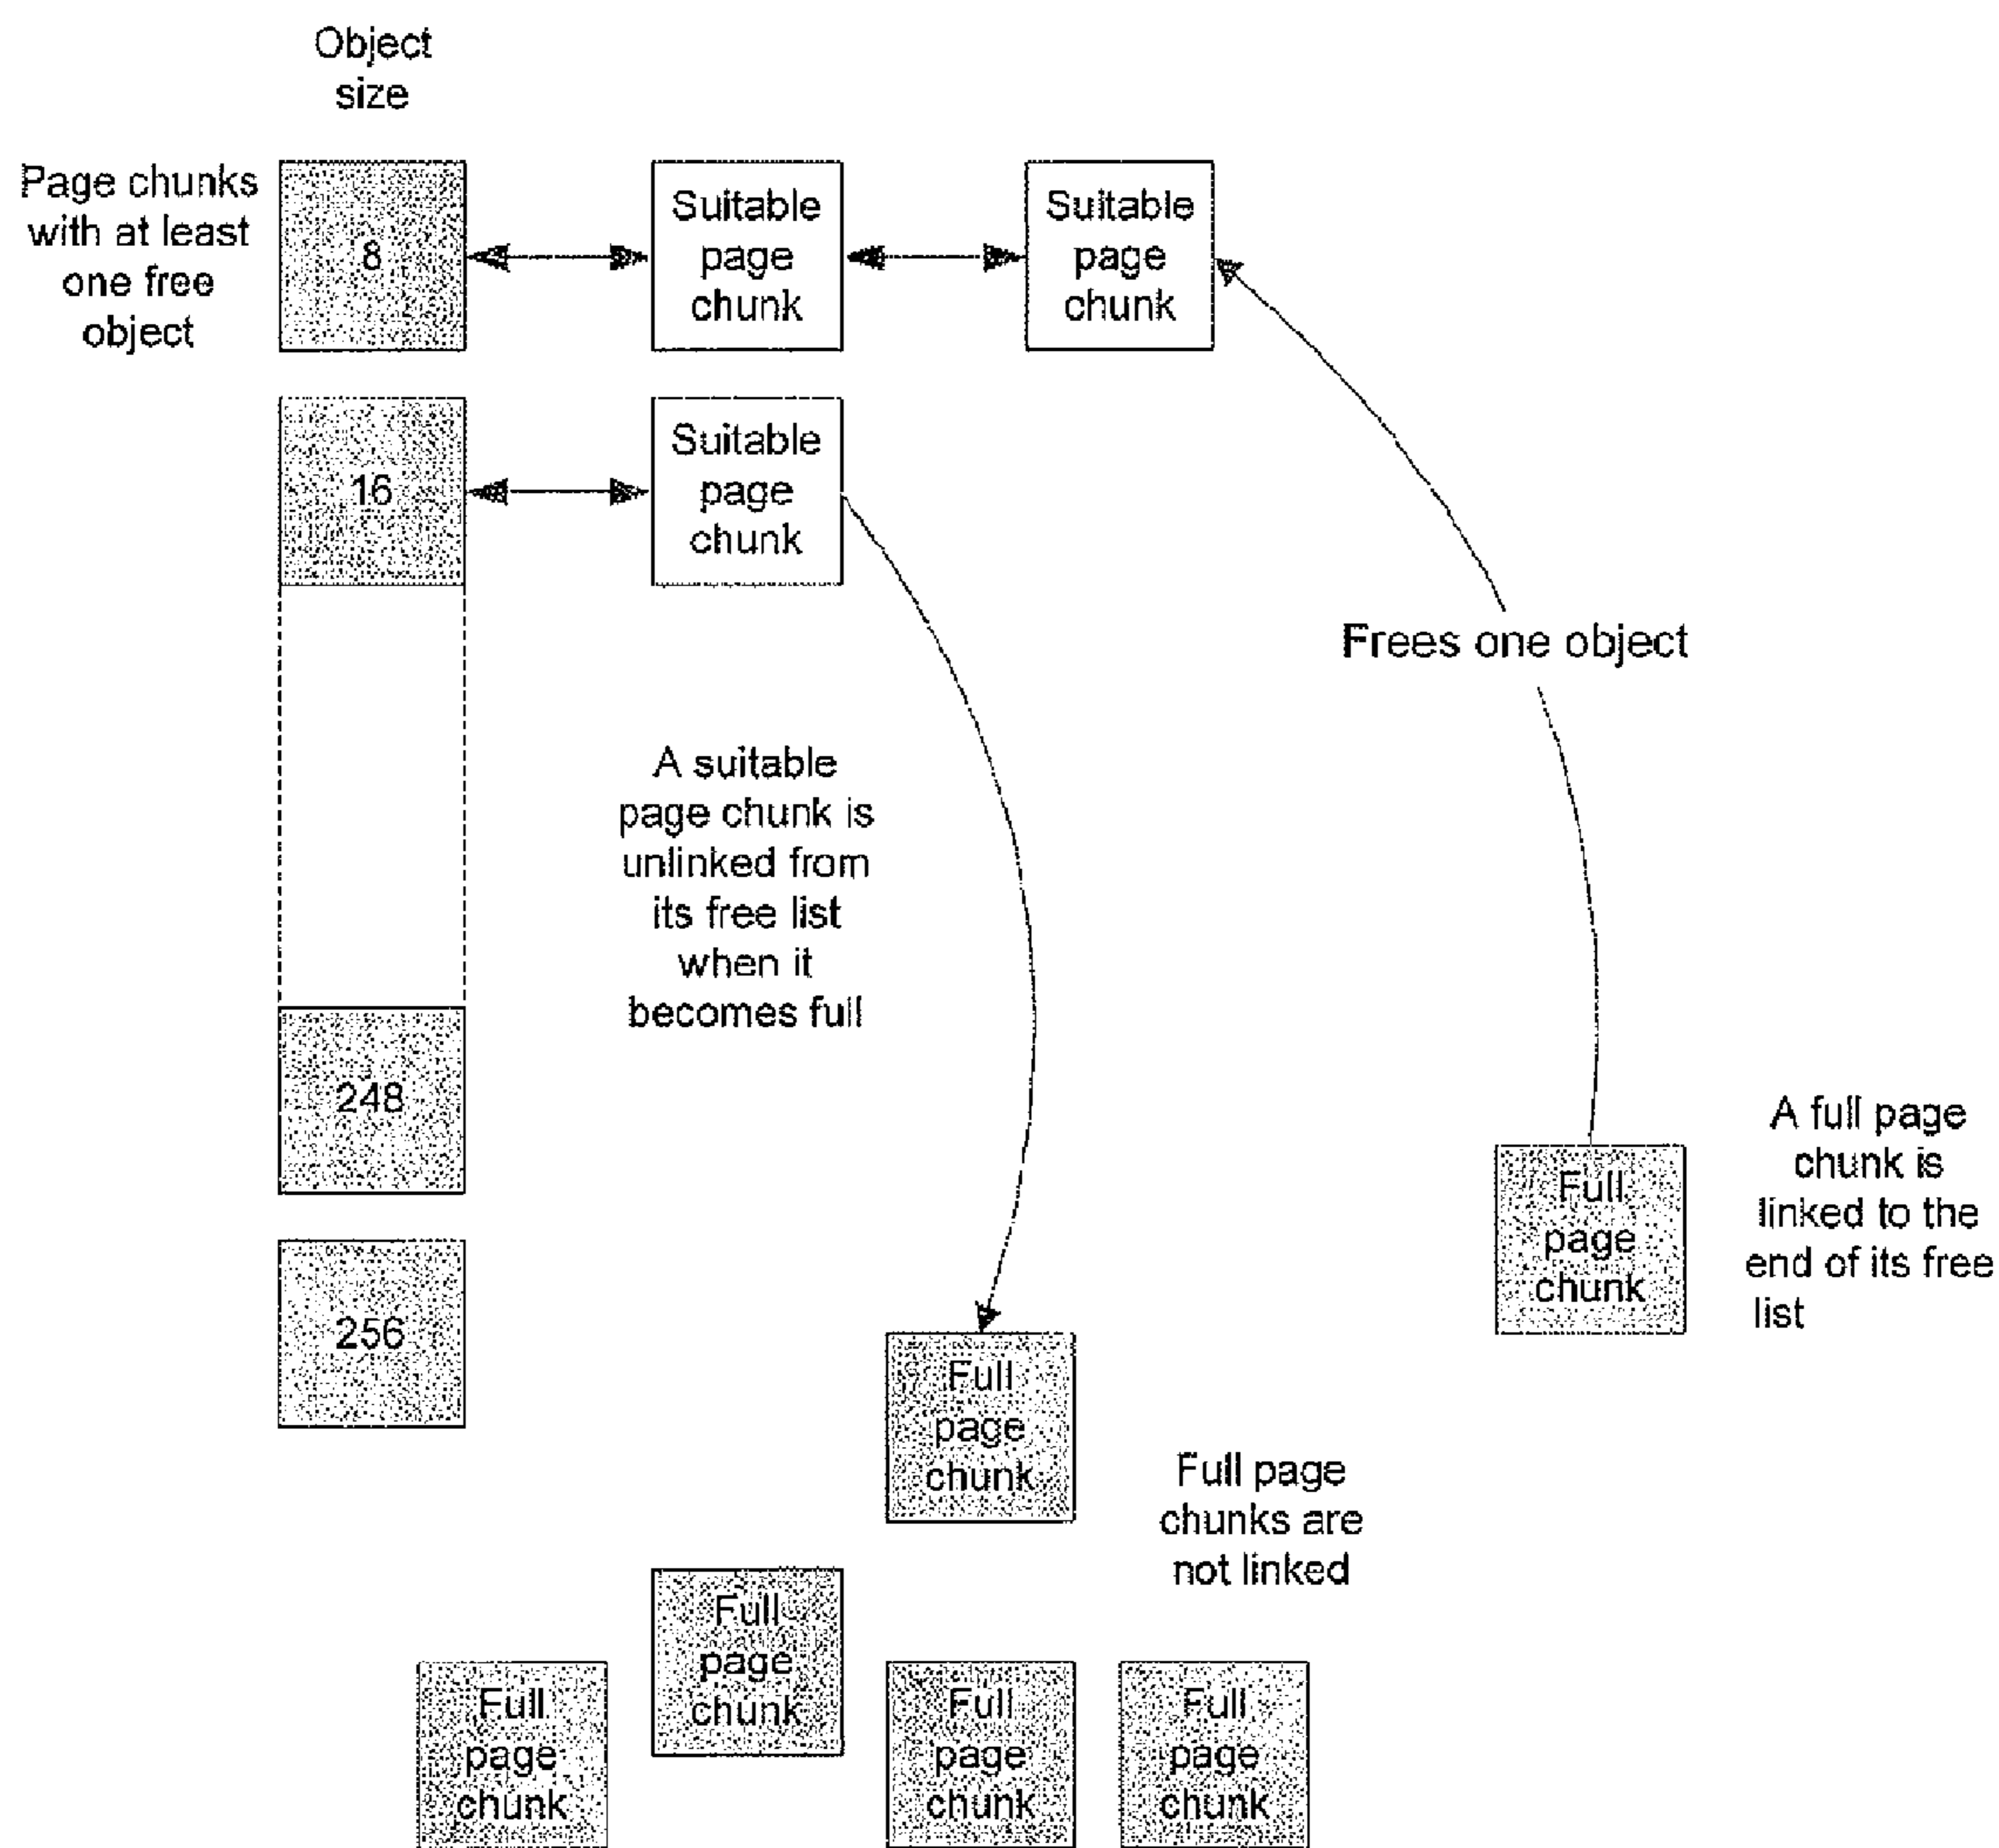 Object
size
Page chunks
with at least
one free
object
8
Suitable
page
chunk
Suitable
page
chunk
16
Suitable
page
chunk
Frees one object
A suitable
page chunk is
unlinked from
its free list
when it
becomes full
248
256
Full
page
chunk
A full page
chunk is
linked to the
end of its free
list
Full
page
chunk
Full page
chunks are
not linked
Full
page
chunk
Full
page
chunk
Full
page
chunk
Full
page
chunk